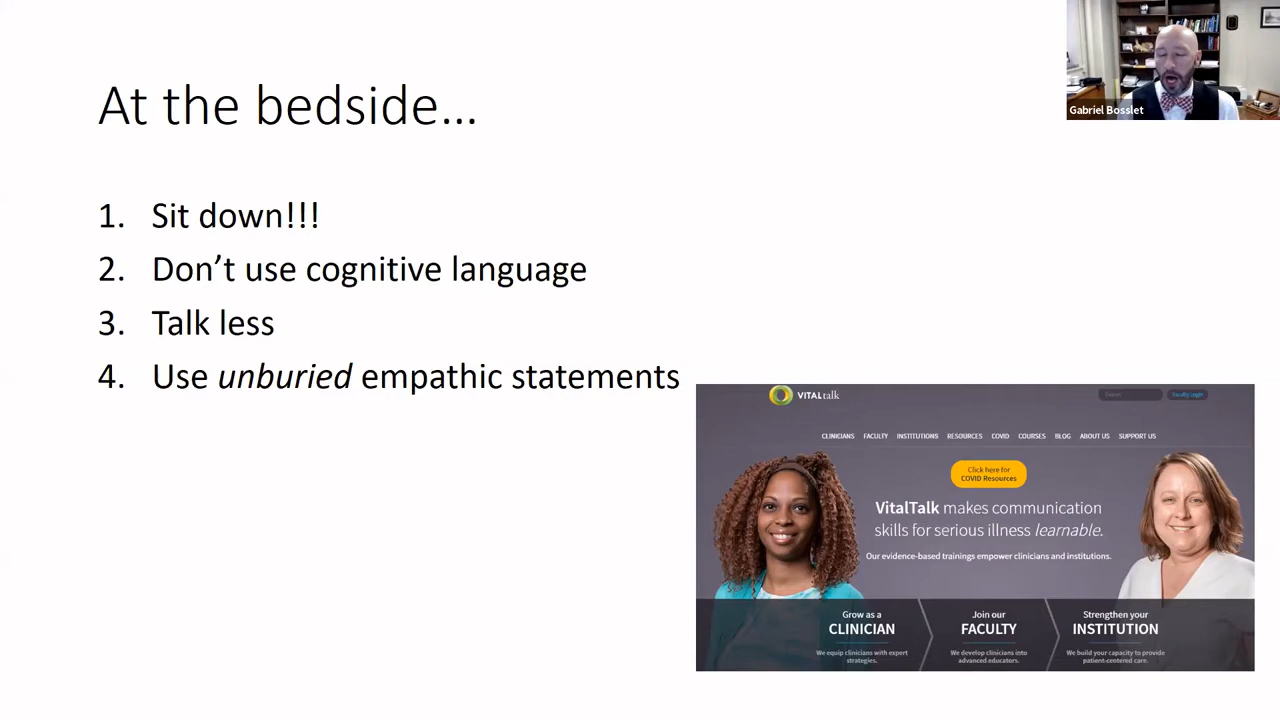 At the bedside...
Gabriel Bosslet
1. Sit down!!!
2. Don’t use cognitive language
3. Talk less
4. Use unburied empathic statements
VITALtalk
Search
Faculty Login
CLINICIANS FACULTY INSTITUTIONS RESOURCES COVID COURSES BLOG ABOUT US SUPPORT US
Click here for
COVID Resources
VitalTalk makes communication
skills for serious illness learnable.
Our evidence-based trainings empower clinicians and institutions.
Grow as a
CLINICIAN
We equip clinicians with expert
strategies.
Join our
FACULTY
We develop clinicians into
advanced educators.
Strengthen your
INSTITUTION
We build your capacity to provide
patient-centered care.